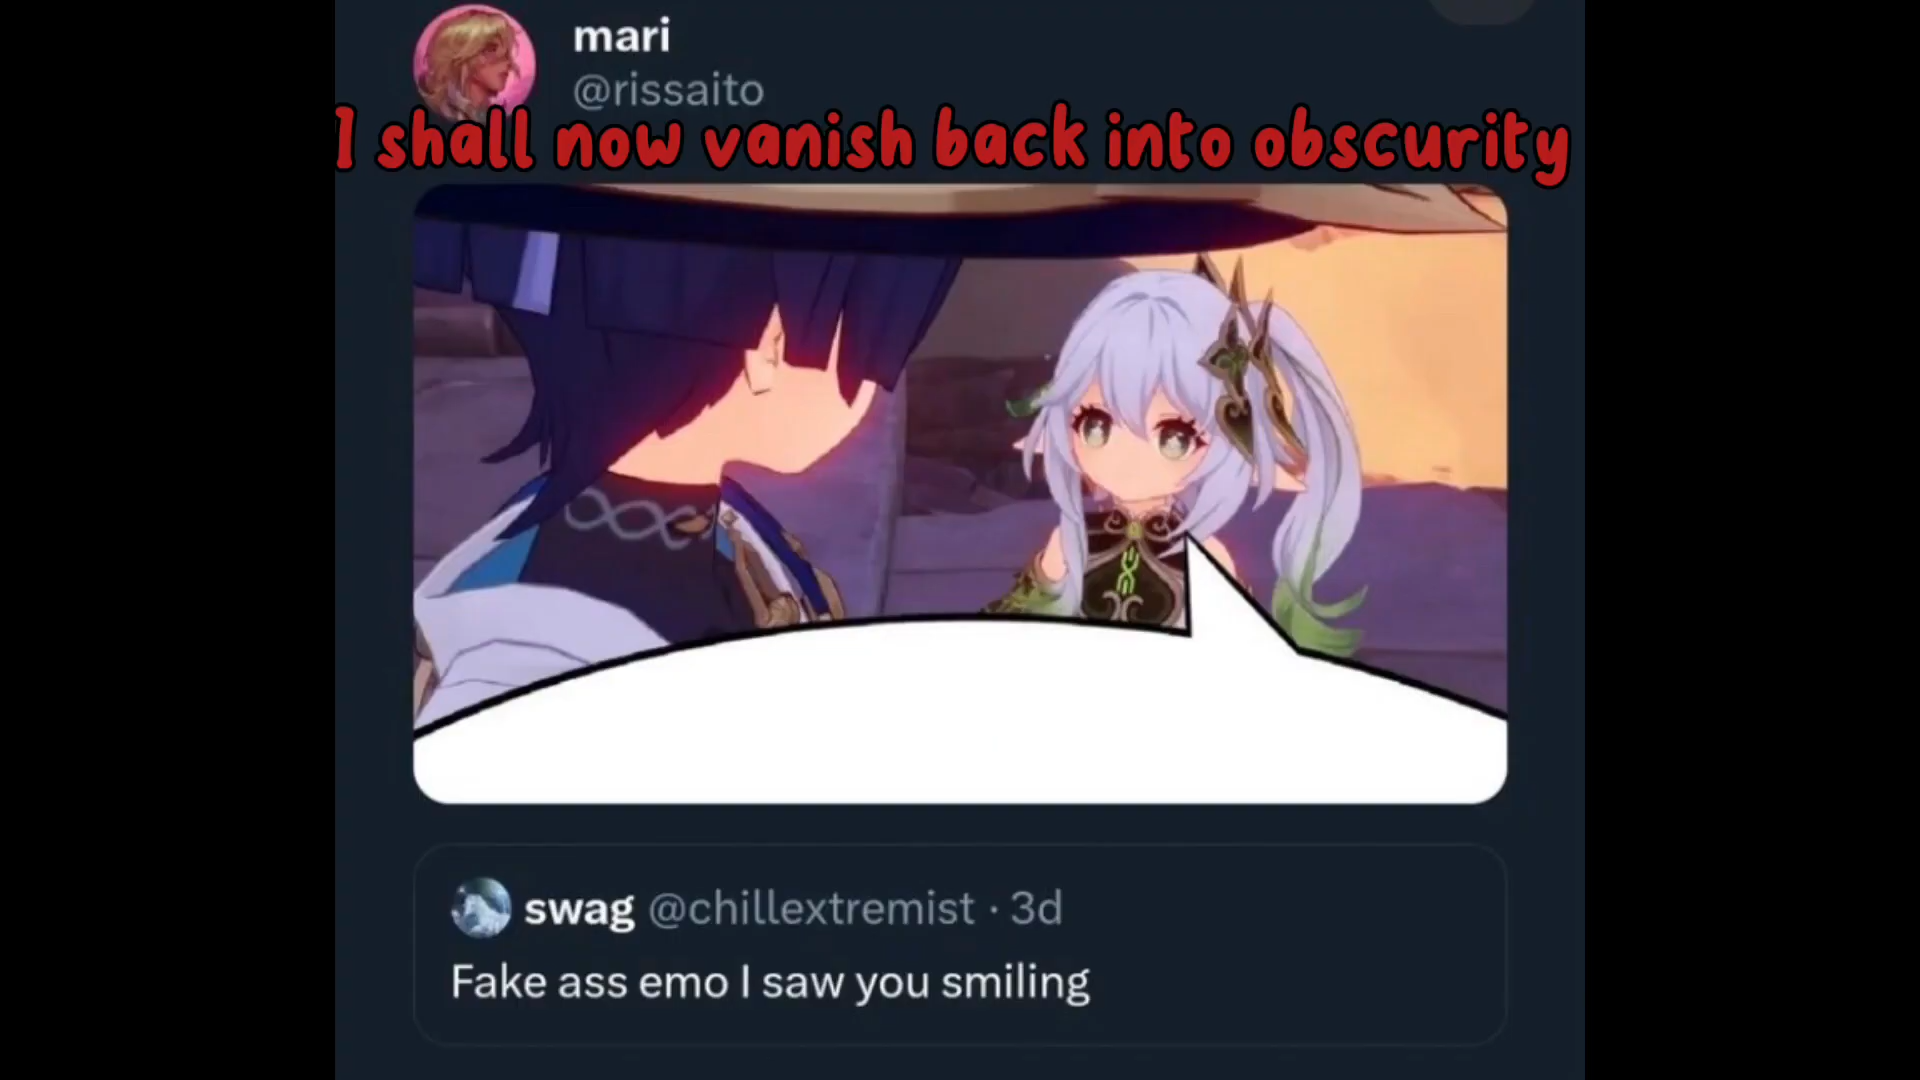 mari
@rissaito
I shall now vanish back into obscurity
swag @chillextremist · 3d
Fake ass emo I saw you smiling